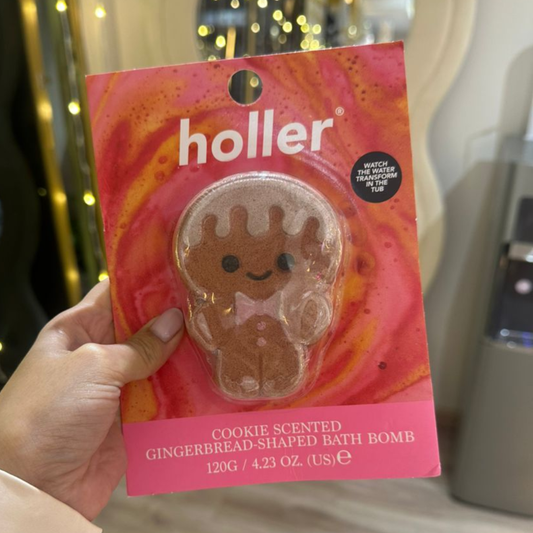 holler®
WATCH
THE WATER
TRANSFORM
IN THE
TUB
COOKIE SCENTED
GINGERBREAD-SHAPED BATH BOMB
120G / 4.23 OZ. (US) ℮